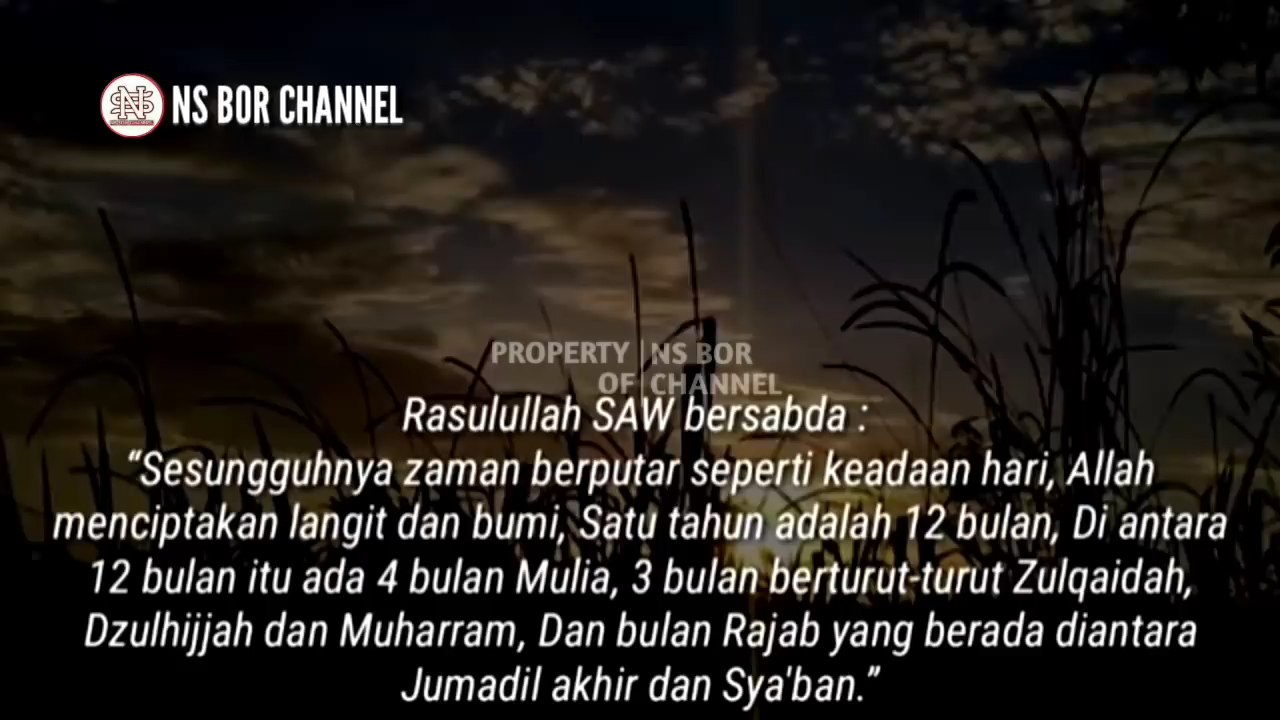 NS BOR CHANNEL
PROPERTY | NS BOR
OF | CHANNEL
Rasulullah SAW bersabda :
“Sesungguhnya zaman berputar seperti keadaan hari, Allah
menciptakan langit dan bumi, Satu tahun adalah 12 bulan, Di antara
12 bulan itu ada 4 bulan Mulia, 3 bulan berturut-turut Zulqaidah,
Dzulhijjah dan Muharram, Dan bulan Rajab yang berada diantara
Jumadil akhir dan Sya'ban.”